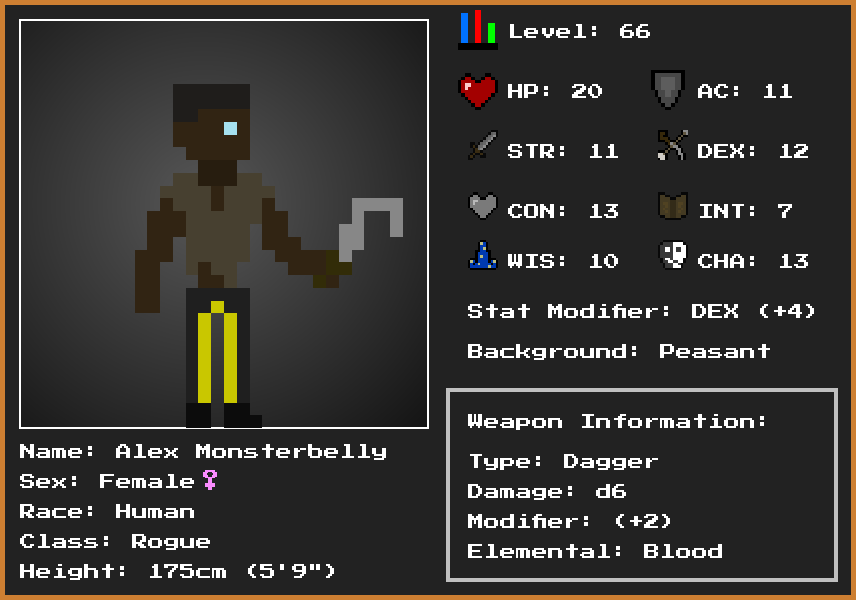 Level: 66
HP: 20
AC: 11
STR: 11
DEX: 12
CON: 13
INT: 7
WIS: 10
CHA: 13
Stat Modifier: DEX (+4)
Background: Peasant
Weapon Information:
Type: Dagger
Damage: d6
Modifier: (+2)
Elemental: Blood
Name: Alex Monsterbelly
Sex: Female♀
Race: Human
Class: Rogue
Height: 175cm (5'9")